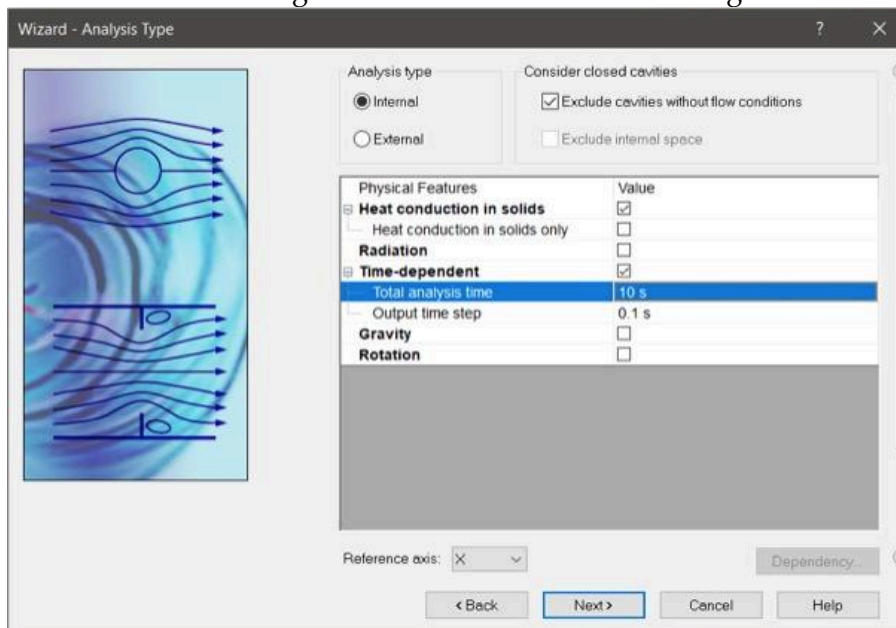 Wizard - Analysis Type
?
Analysis type
Internal
External
Consider closed cavities
Exclude cavities without flow conditions
Exclude internal space
Physical Features Value
Heat conduction in solids
Heat conduction in solids only
Radiation
Time-dependent
Total analysis time 10 s
Output time step 0.1 s
Gravity
Rotation
Reference axis: X
Dependency...
< Back Next > Cancel Help